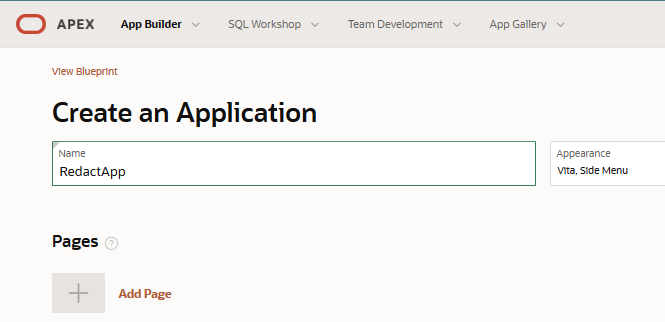 APEX App Builder SQL Workshop Team Development App Gallery
View Blueprint
Create an Application
Name
RedactApp
Appearance
Vita, Side Menu
Pages ?
Add Page